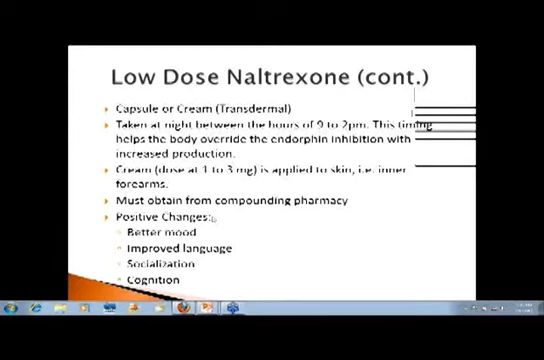 Low Dose Naltrexone (cont.)
Capsule or Cream (Transdermal)
Taken at night between the hours of 9 to 2pm. This timing
helps the body override the endorphin inhibition with
increased production.
Cream (dose at 1 to 3 mg) is applied to skin, i.e: inner
forearms.
Must obtain from compounding pharmacy
Positive Changes:
Better mood
Improved language
Socialization
Cognition